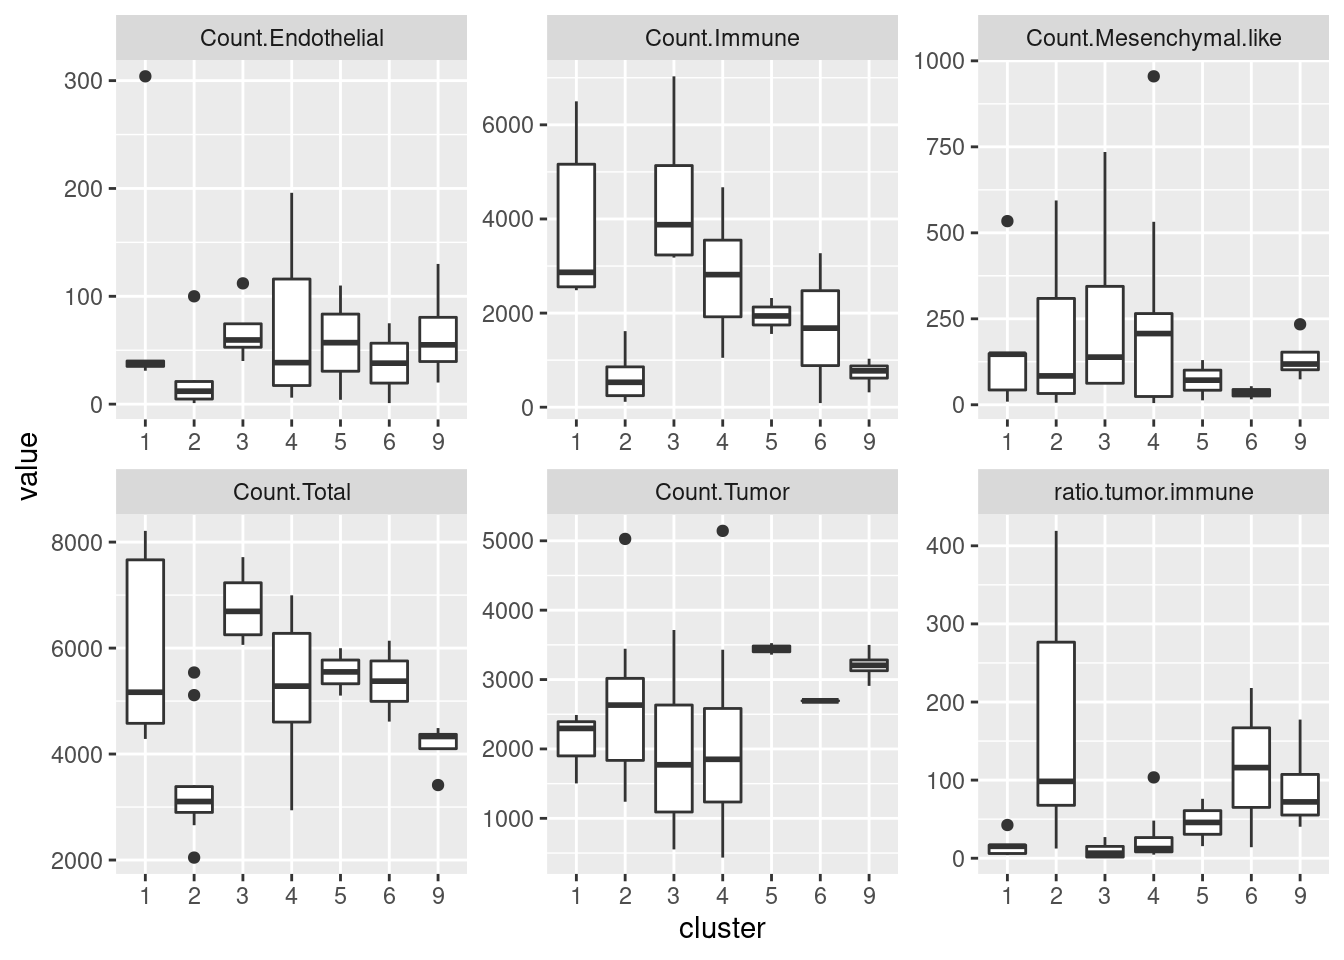 Count.Endothelial
Count.Immune
Count.Mesenchymal.like
300
200
100
0
6000
4000
2000
0
1000
750
500
250
0
1 2 3 4 5 6 9
1 2 3 4 5 6 9
1 2 3 4 5 6 9
value
Count.Total
Count.Tumor
ratio.tumor.immune
8000
6000
4000
2000
5000
4000
3000
2000
1000
400
300
200
100
0
1 2 3 4 5 6 9
1 2 3 4 5 6 9
1 2 3 4 5 6 9
cluster